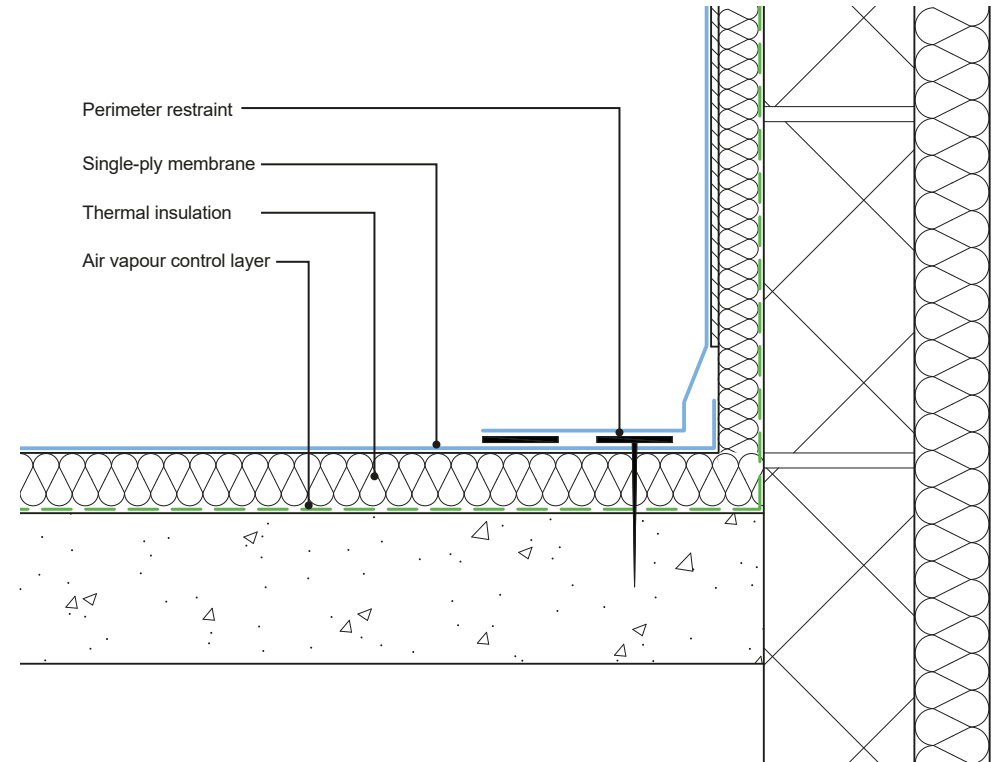 Perimeter restraint
Single-ply membrane
Thermal insulation
Air vapour control layer